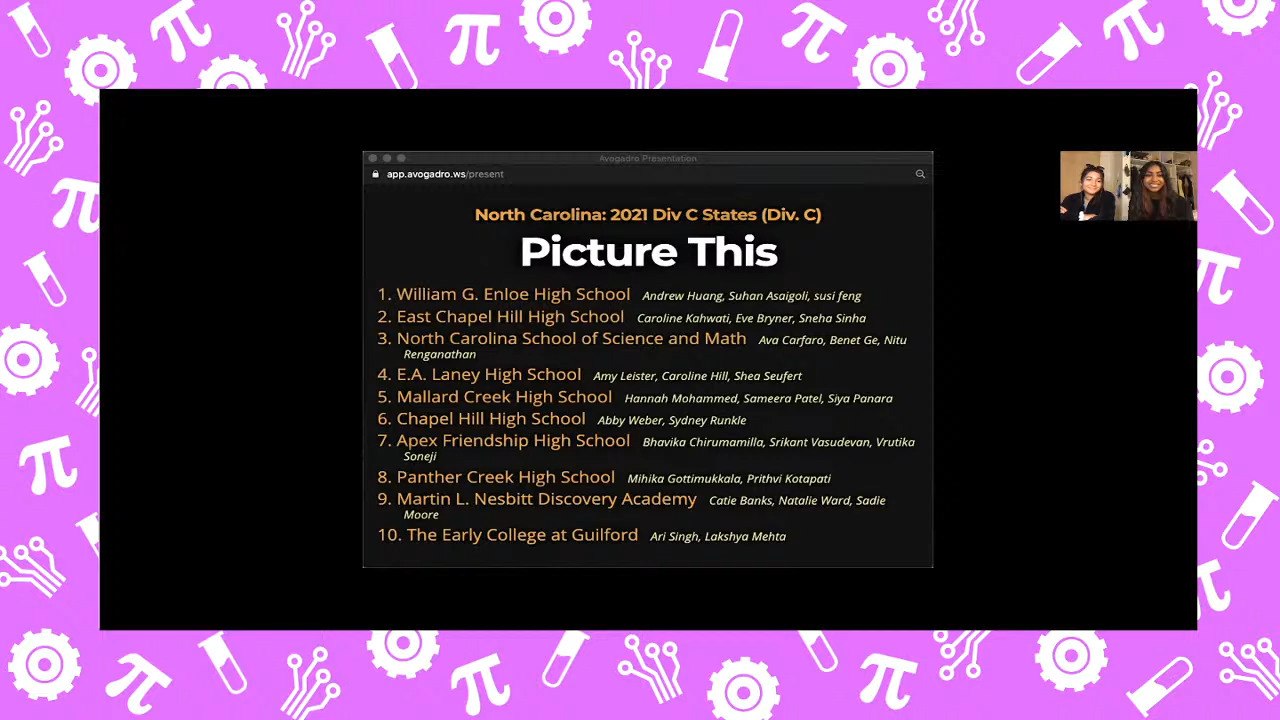 Avogadro Presentation
app.avogadro.ws/present
North Carolina: 2021 Div C States (Div. C)
Picture This
1. William G. Enloe High School Andrew Huang, Suhan Asaigoli, susi feng
2. East Chapel Hill High School Caroline Kahwati, Eve Bryner, Sneha Sinha
3. North Carolina School of Science and Math Ava Carfaro, Benet Ge, Nitu
Renganathan
4. E.A. Laney High School Amy Leister, Caroline Hill, Shea Seufert
5. Mallard Creek High School Hannah Mohammed, Sameera Patel, Siya Panara
6. Chapel Hill High School Abby Weber, Sydney Runkle
7. Apex Friendship High School Bhavika Chirumamilla, Srikant Vasudevan, Vrutika
Soneji
8. Panther Creek High School Mihika Gottimukkala, Prithvi Kotapati
9. Martin L. Nesbitt Discovery Academy Catie Banks, Natalie Ward, Sadie
Moore
10. The Early College at Guilford Ari Singh, Lakshya Mehta